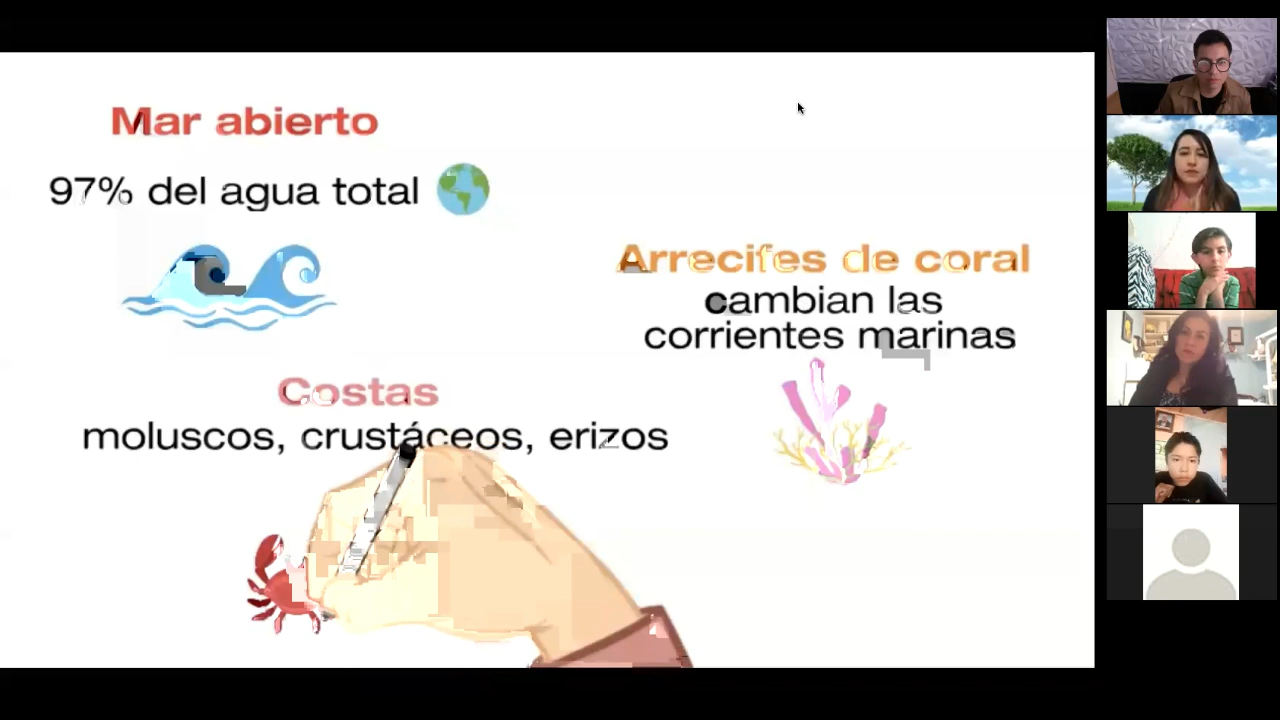 Mar abierto
97% del agua total
Arrecifes de coral
cambian las
corrientes marinas
Costas
moluscos, crustáceos, erizos